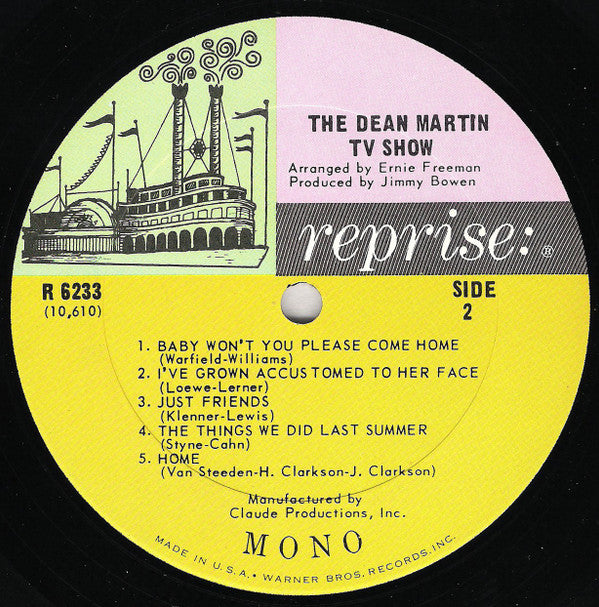 THE DEAN MARTIN
TV SHOW
Arranged by Ernie Freeman
Produced by Jimmy Bowen
reprise:®
R 6233
(10,610)
SIDE
2
1. BABY WON'T YOU PLEASE COME HOME
(Warfield-Williams)
2. I'VE GROWN ACCUSTOMED TO HER FACE
(Loewe-Lerner)
3. JUST FRIENDS
(Klenner-Lewis)
4. THE THINGS WE DID LAST SUMMER
(Styne-Cahn)
5. HOME
(Van Steeden-H. Clarkson-J. Clarkson)
Manufactured by
Claude Productions, Inc.
MONO
MADE IN U.S.A. • WARNER BROS. RECORDS, INC.